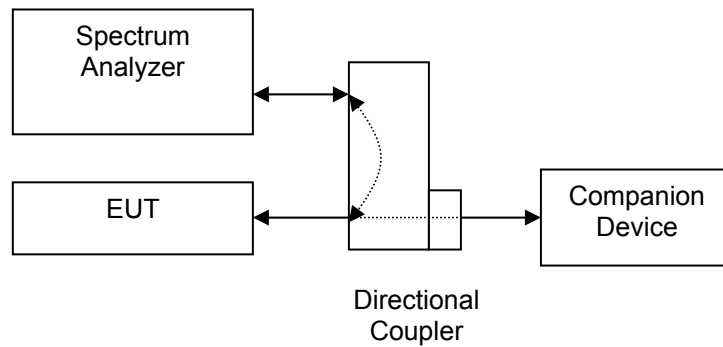 Spectrum
Analyzer
EUT
Companion
Device
Directional
Coupler